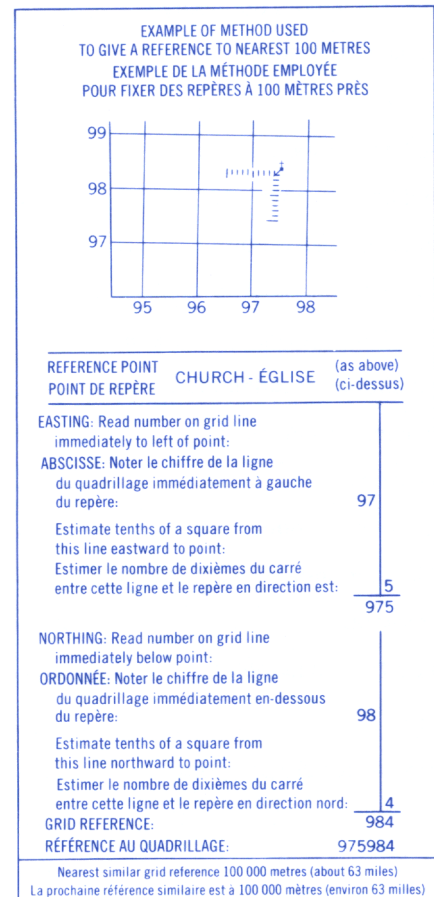 EXAMPLE OF METHOD USED
TO GIVE A REFERENCE TO NEAREST 100 METRES
EXEMPLE DE LA MÉTHODE EMPLOYÉE
POUR FIXER DES REPÈRES À 100 MÈTRES PRÈS
99
98
97
95 96 97 98
REFERENCE POINT
POINT DE REPÈRE
CHURCH - ÉGLISE
(as above)
(ci-dessus)
EASTING: Read number on grid line
immediately to left of point:
ABSCISSE: Noter le chiffre de la ligne
du quadrillage immédiatement à gauche
du repère: 97
Estimate tenths of a square from
this line eastward to point:
Estimer le nombre de dixièmes du carré
entre cette ligne et le repère en direction est: 5
975
NORTHING: Read number on grid line
immediately below point:
ORDONNÉE: Noter le chiffre de la ligne
du quadrillage immédiatement en-dessous
du repère: 98
Estimate tenths of a square from
this line northward to point:
Estimer le nombre de dixièmes du carré
entre cette ligne et le repère en direction nord: 4
GRID REFERENCE: 984
RÉFÉRENCE AU QUADRILLAGE: 975984
Nearest similar grid reference 100 000 metres (about 63 miles)
La prochaine référence similaire est à 100 000 mètres (environ 63 milles)